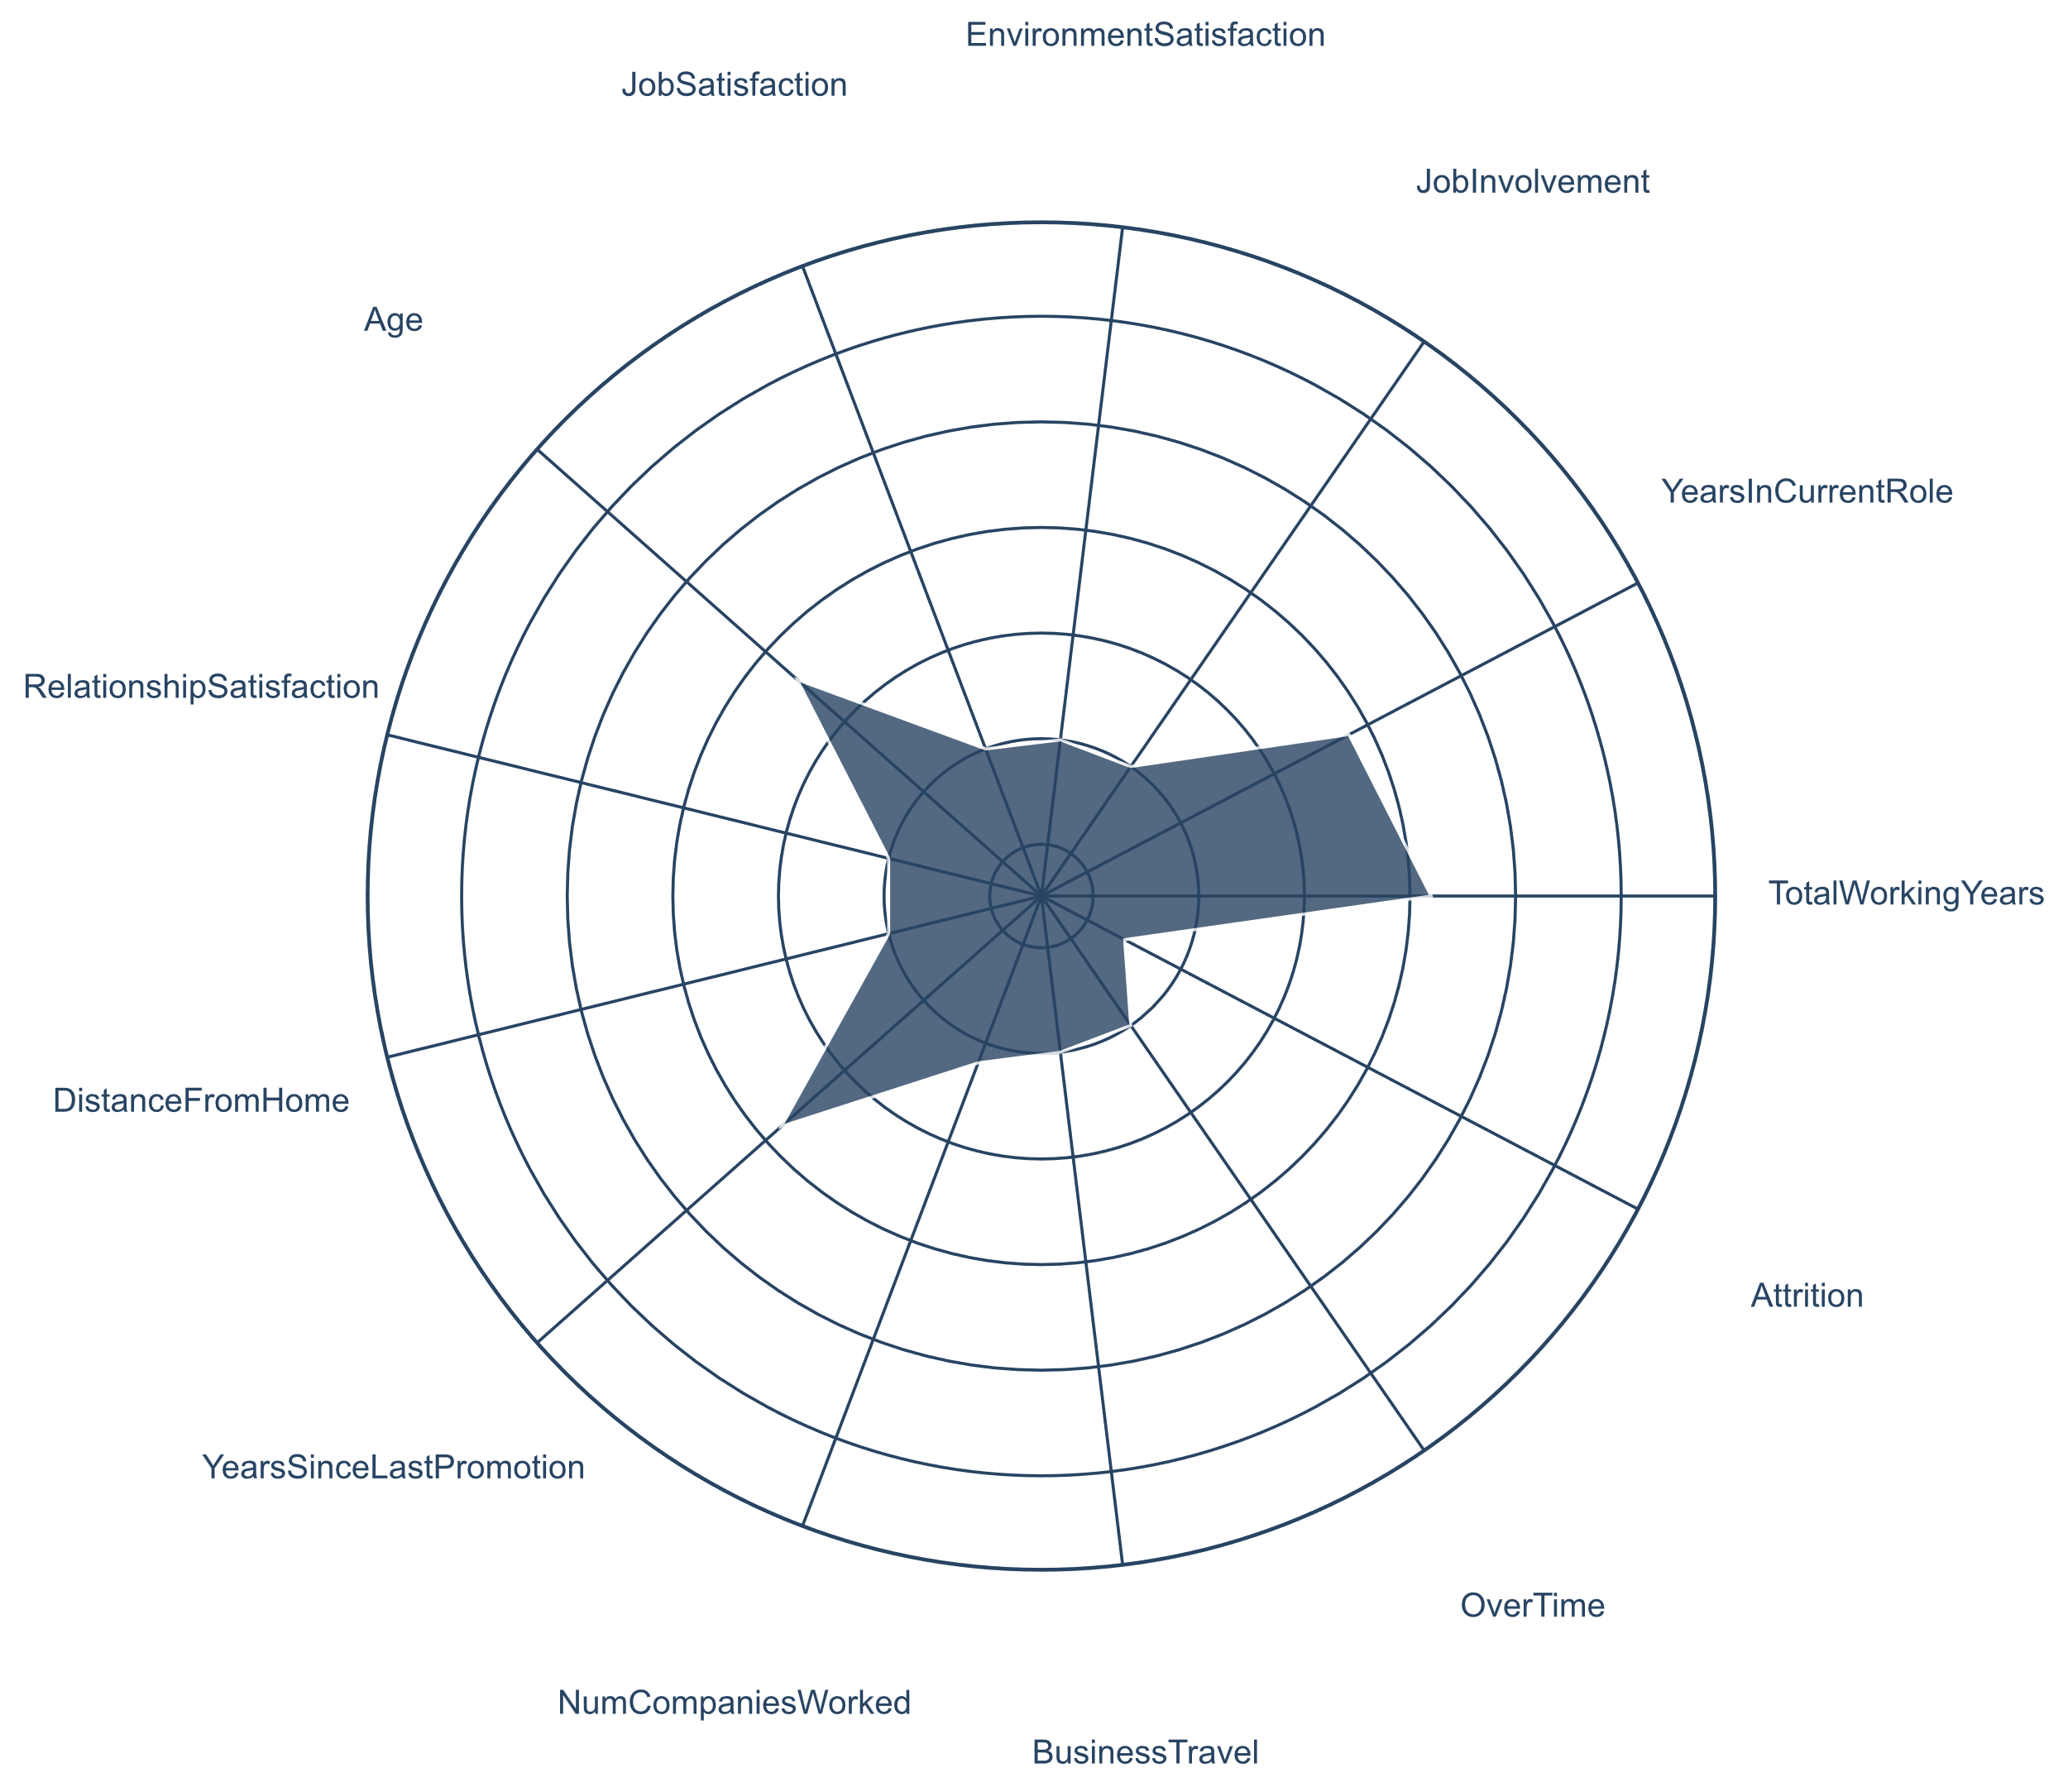 EnvironmentSatisfaction
JobSatisfaction
JobInvolvement
Age
YearsInCurrentRole
RelationshipSatisfaction
TotalWorkingYears
DistanceFromHome
Attrition
YearsSinceLastPromotion
OverTime
NumCompaniesWorked
BusinessTravel